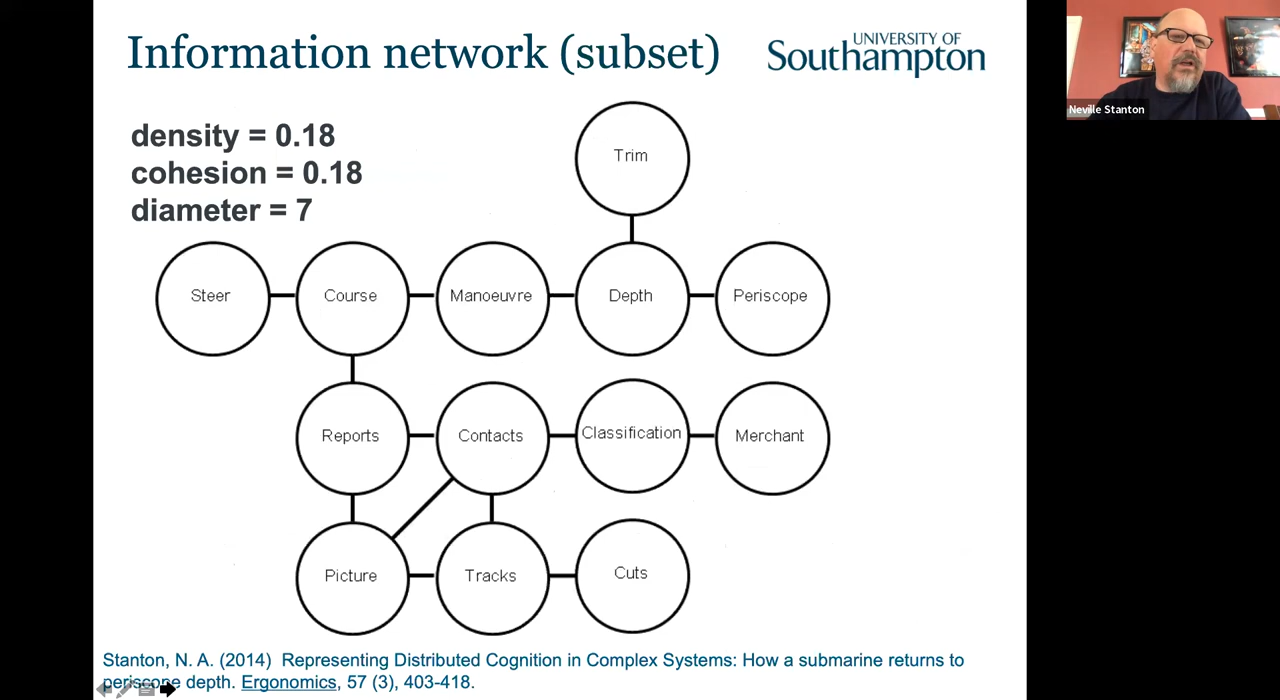 Information network (subset)
UNIVERSITY OF
Southampton
Neville Stanton
density = 0.18
cohesion = 0.18
diameter = 7
Trim
Steer
Course
Manoeuvre
Depth
Periscope
Reports
Contacts
Classification
Merchant
Picture
Tracks
Cuts
Stanton, N. A. (2014) Representing Distributed Cognition in Complex Systems: How a submarine returns to
periscope depth. Ergonomics, 57 (3), 403-418.